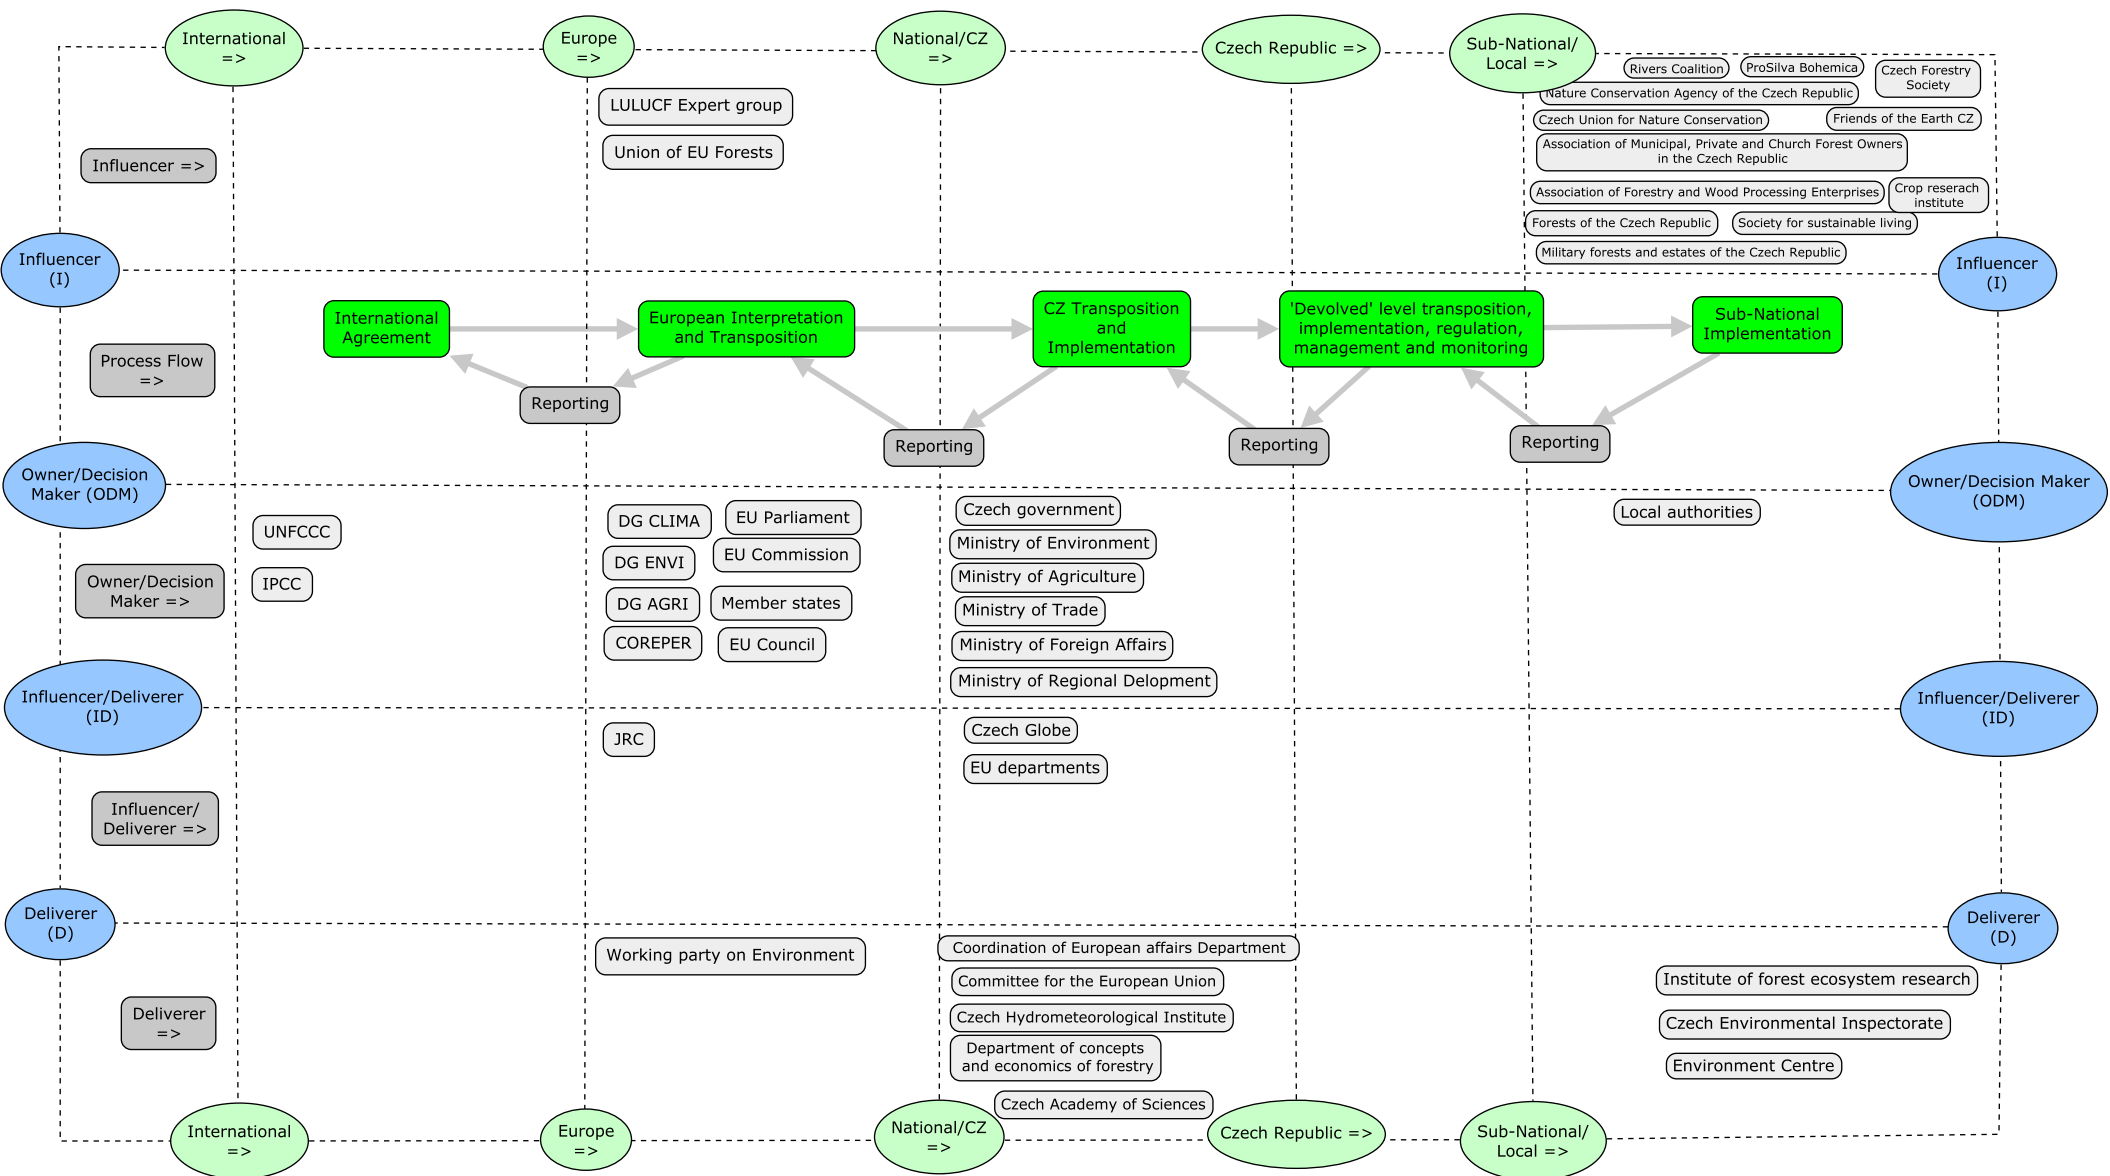 International
=>
Europe
=>
National/CZ
=>
Czech Republic =>
Sub-National/
Local =>
Rivers Coalition
ProSilva Bohemica
Czech Forestry
Society
LULUCF Expert group
Nature Conservation Agency of the Czech Republic
Czech Union for Nature Conservation
Friends of the Earth CZ
Union of EU Forests
Association of Municipal, Private and Church Forest Owners
in the Czech Republic
Influencer =>
Association of Forestry and Wood Processing Enterprises
Crop reserach
institute
Forests of the Czech Republic
Society for sustainable living
Military forests and estates of the Czech Republic
Influencer
(I)
Influencer
(I)
International
Agreement
European Interpretation
and Transposition
CZ Transposition
and
Implementation
'Devolved' level transposition,
implementation, regulation,
management and monitoring
Sub-National
Implementation
Process Flow
=>
Reporting
Reporting
Reporting
Reporting
Owner/Decision
Maker (ODM)
Owner/Decision Maker
(ODM)
UNFCCC
IPCC
Owner/Decision
Maker =>
DG CLIMA
EU Parliament
DG ENVI
EU Commission
DG AGRI
Member states
COREPER
EU Council
Czech government
Ministry of Environment
Ministry of Agriculture
Ministry of Trade
Ministry of Foreign Affairs
Ministry of Regional Delopment
Local authorities
Influencer/Deliverer
(ID)
Influencer/Deliverer
(ID)
JRC
Czech Globe
EU departments
Influencer/
Deliverer =>
Deliverer
(D)
Deliverer
(D)
Working party on Environment
Coordination of European affairs Department
Committee for the European Union
Czech Hydrometeorological Institute
Department of concepts
and economics of forestry
Czech Academy of Sciences
Institute of forest ecosystem research
Czech Environmental Inspectorate
Environment Centre
Deliverer
=>
International
=>
Europe
=>
National/CZ
=>
Czech Republic =>
Sub-National/
Local =>